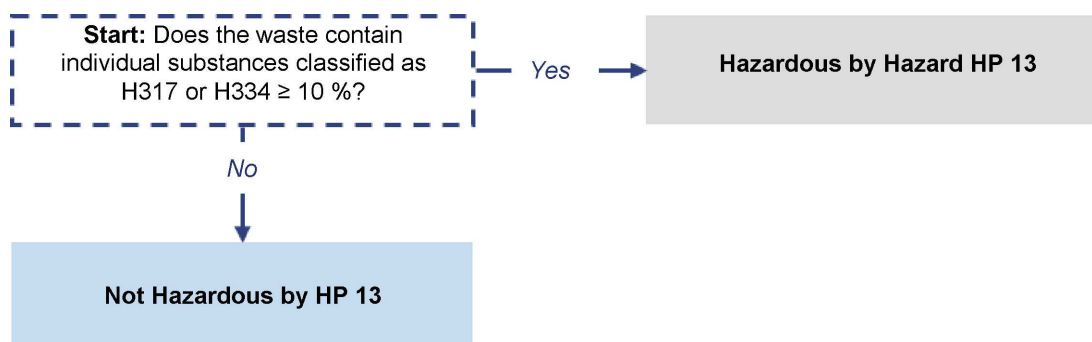 Start: Does the waste contain
individual substances classified as
H317 or H334 ≥ 10 %?
Yes
Hazardous by Hazard HP 13
No
Not Hazardous by HP 13